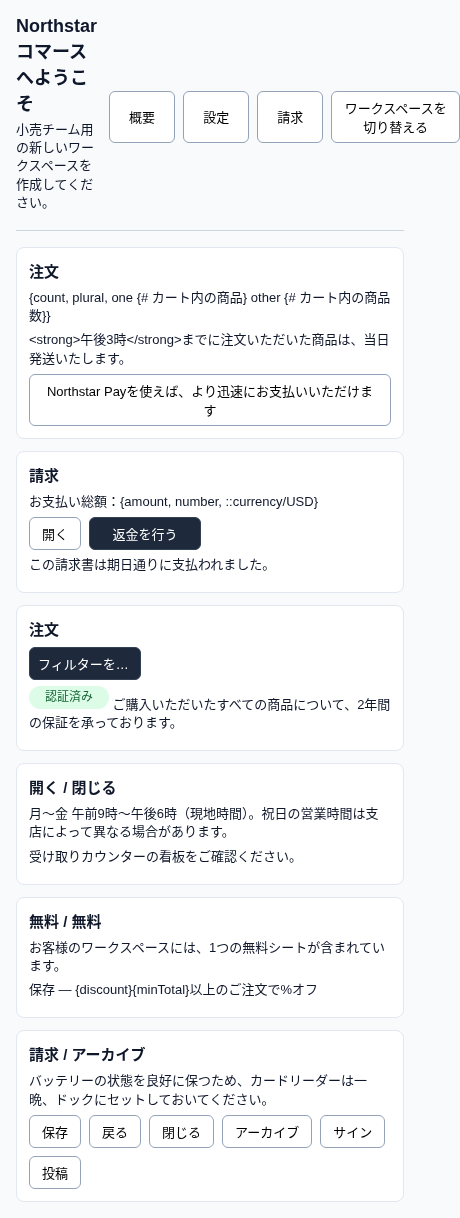 Northstar
コマース
へようこ
そ
小売チーム用
の新しいワー
クスペースを
作成してくだ
さい。
概要
設定
請求
ワークスペースを
切り替える
注文
{count, plural, one {# カート内の商品} other {# カート内の商品
数}}
<strong>午後3時</strong>までに注文いただいた商品は、当日
発送いたします。
Northstar Payを使えば、より迅速にお支払いいただけま
す
請求
お支払い総額：{amount, number, ::currency/USD}
開く
返金を行う
この請求書は期日通りに支払われました。
注文
フィルターを…
認証済み
ご購入いただいたすべての商品について、2年間
の保証を承っております。
開く / 閉じる
月〜金 午前9時〜午後6時（現地時間）。祝日の営業時間は支
店によって異なる場合があります。
受け取りカウンターの看板をご確認ください。
無料 / 無料
お客様のワークスペースには、1つの無料シートが含まれてい
ます。
保存 — {discount}{minTotal}以上のご注文で%オフ
請求 / アーカイブ
バッテリーの状態を良好に保つため、カードリーダーは一
晩、ドックにセットしておいてください。
保存
戻る
閉じる
アーカイブ
サイン
投稿